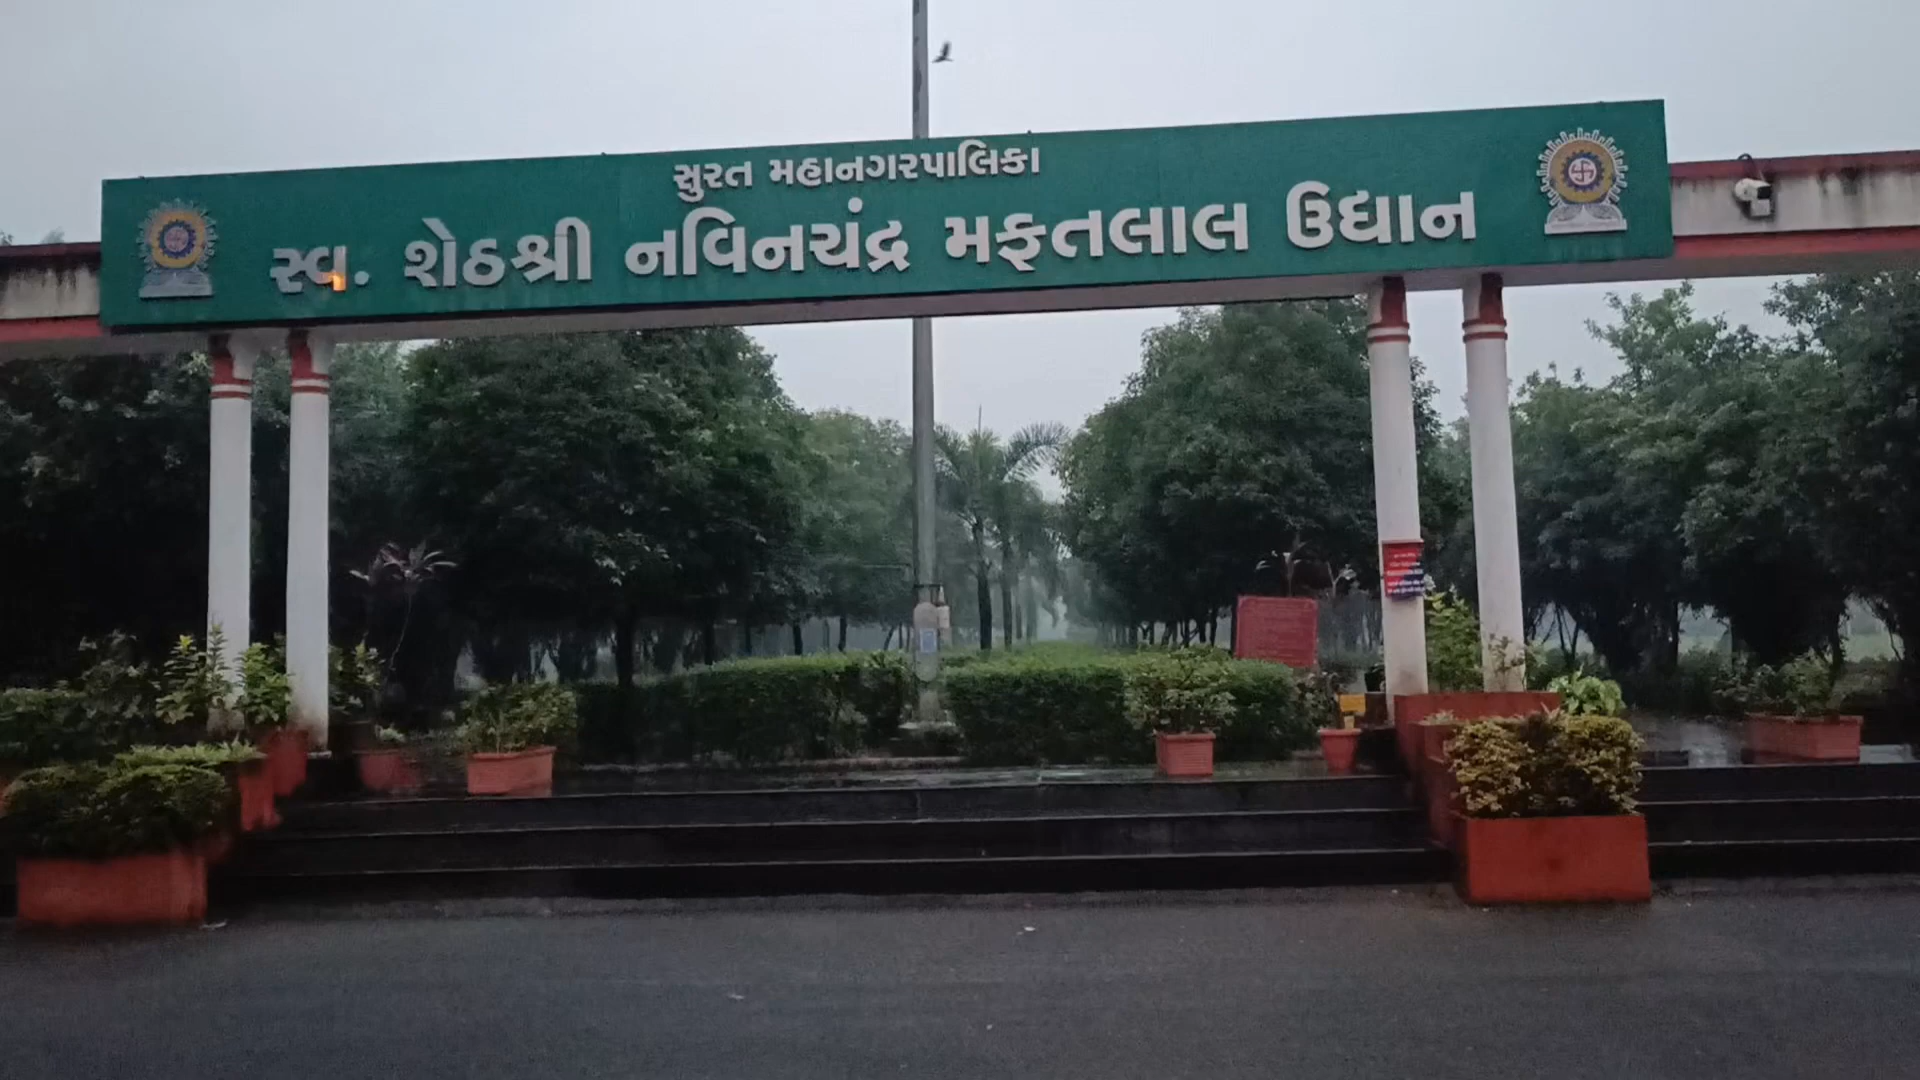 સુરત મહાનગરપાલિકા
સ્વ. શેઠશ્રી નવિનચંદ્ર મફતલાલ ઉદ્યાન